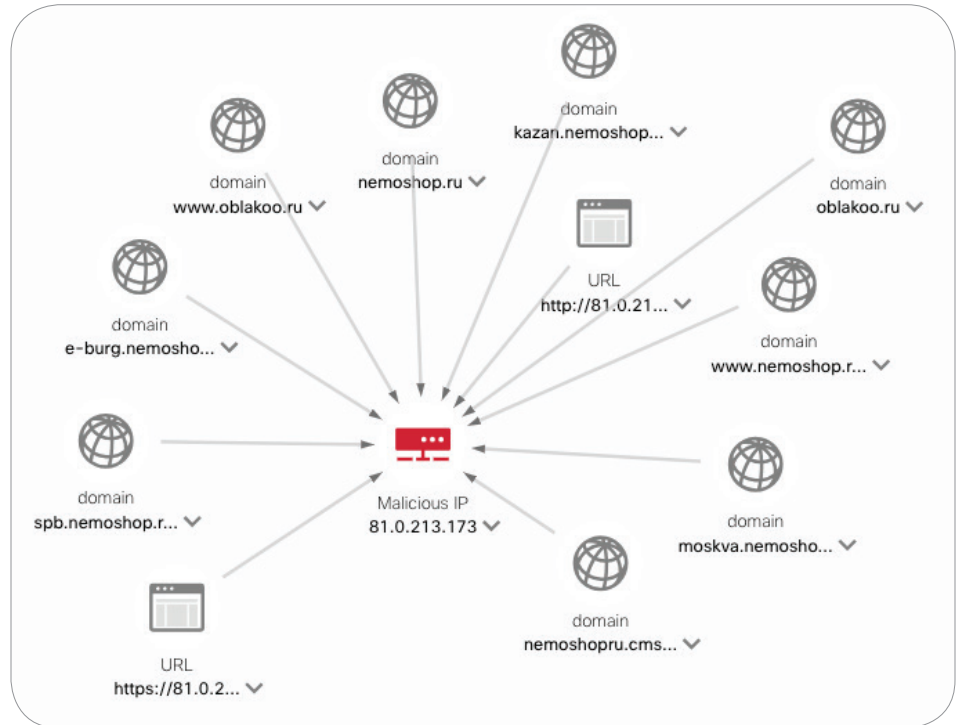 domain
kazan.nemoshop...
domain
www.oblakoo.ru
domain
nemoshop.ru
domain
oblakoo.ru
URL
http://81.0.21...
domain
e-burg.nemosho...
domain
www.nemoshop.r...
domain
spb.nemoshop.r...
Malicious IP
81.0.213.173
domain
moskva.nemosho...
domain
nemoshopru.cms...
URL
https://81.0.2...